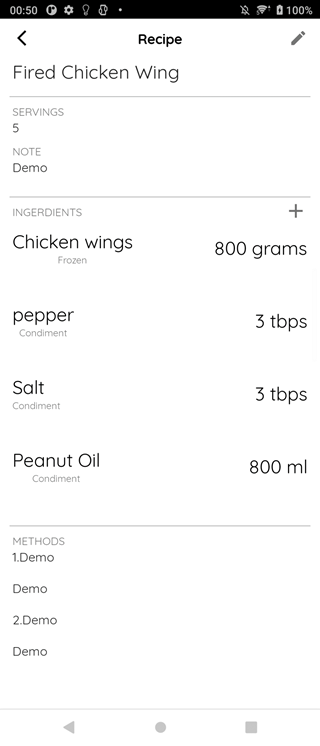 00:50
100%
Recipe
Fired Chicken Wing
SERVINGS
5
NOTE
Demo
INGERDIENTS
Chicken wings
800 grams
Frozen
pepper
3 tbps
Condiment
Salt
3 tbps
Condiment
Peanut Oil
800 ml
Condiment
METHODS
1.Demo
Demo
2.Demo
Demo